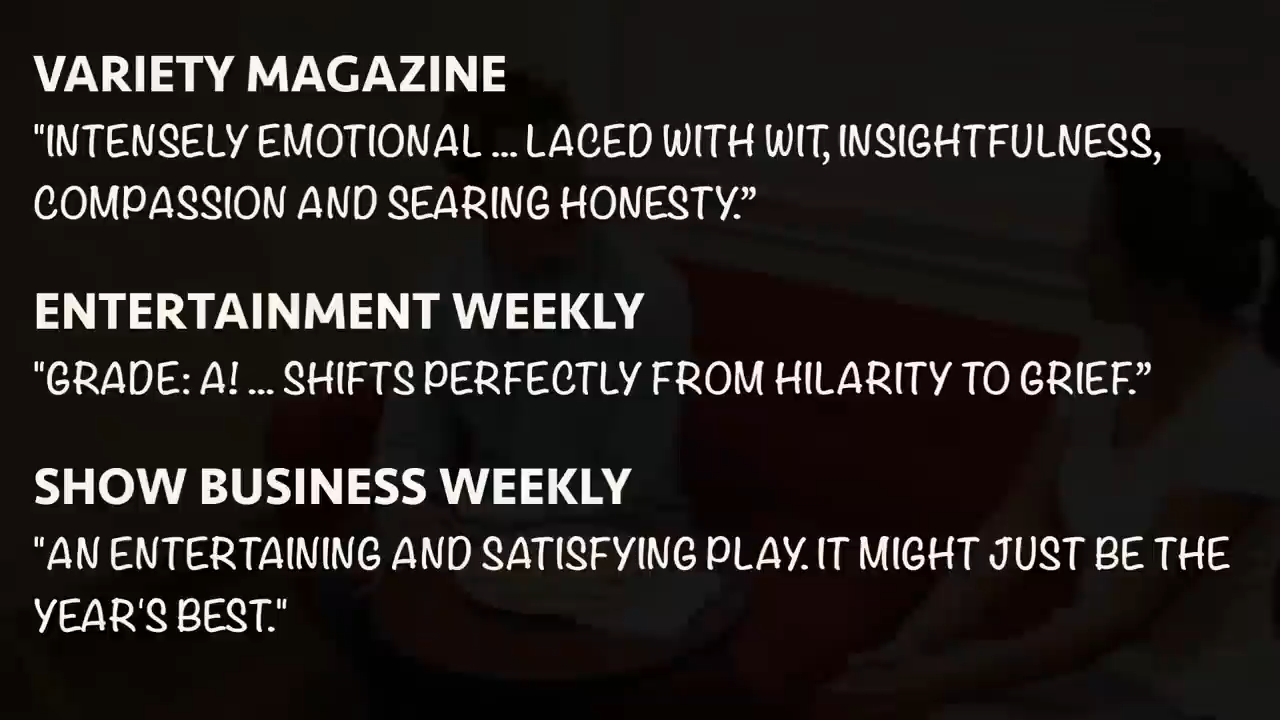 VARIETY MAGAZINE
"INTENSELY EMOTIONAL ... LACED WITH WIT, INSIGHTFULNESS,
COMPASSION AND SEARING HONESTY.”
ENTERTAINMENT WEEKLY
"GRADE: A! ... SHIFTS PERFECTLY FROM HILARITY TO GRIEF.”
SHOW BUSINESS WEEKLY
"AN ENTERTAINING AND SATISFYING PLAY. IT MIGHT JUST BE THE
YEAR'S BEST."